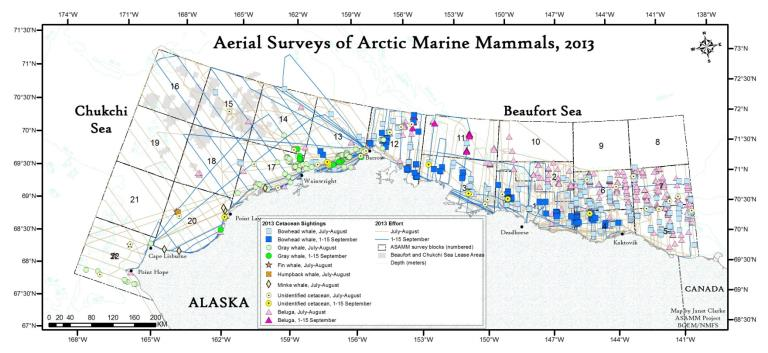 174°W 171°W 168°W 165°W 162°W 159°W 156°W 153°W 150°W 147°W 144°W 141°W 138°W
Aerial Surveys of Arctic Marine Mammals, 2013
71°30'N
71°N
70°30'N
70°N
69°30'N
69°N
68°30'N
68°N
67°30'N
67°N
73°N
72°30'N
72°N
71°30'N
71°N
70°30'N
70°N
69°30'N
69°N
68°30'N
Chukchi
Sea
Beaufort Sea
16
15
14
13
12
11
10
9
8
19
18
17
3
2
1
6
7
4
5
21
20
22
Barrow
Wainwright
Point Lay
Cape Lisburne
Point Hope
Deadhorse
Kaktovik
ALASKA
CANADA
2013 Cetacean Sightings
Bowhead whale, July-August
Bowhead whale, 1-15 September
Gray whale, July-August
Gray whale, 1-15 September
Fin whale, July-August
Humpback whale, July-August
Minke whale, July-August
Unidentified cetacean, July-August
Unidentified cetacean, 1-15 September
Beluga, July-August
Beluga, 1-15 September
2013 Effort
July-August
1-15 September
ASAMM survey blocks (numbered)
Beaufort and Chukchi Sea Lease Areas
Depth (meters)
0 20 40 80 120 160 200
KM
Map by Janet Clarke
ASAMM Project
BOEM/NMFS
168°W 165°W 162°W 159°W 156°W 153°W 150°W 147°W 144°W